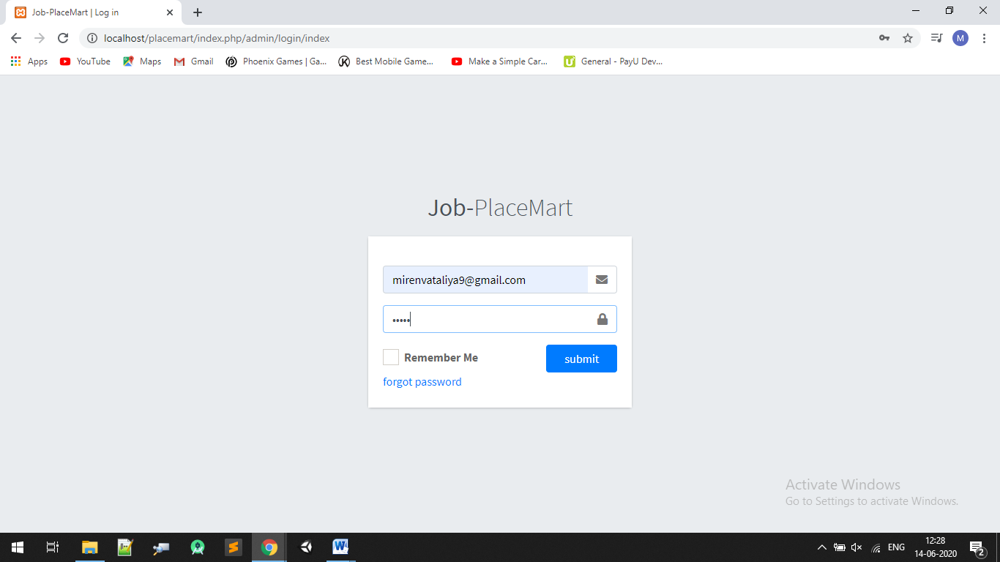 Job-PlaceMart | Log in
localhost/placemart/index.php/admin/login/index
M
Apps YouTube Maps Gmail Phoenix Games | Ga... Best Mobile Game... Make a Simple Car... General - PayU Dev...
Job-PlaceMart
mirenvataliya9@gmail.com
•••••
Remember Me
submit
forgot password
Activate Windows
Go to Settings to activate Windows.
ENG
12:28
14-06-2020
2